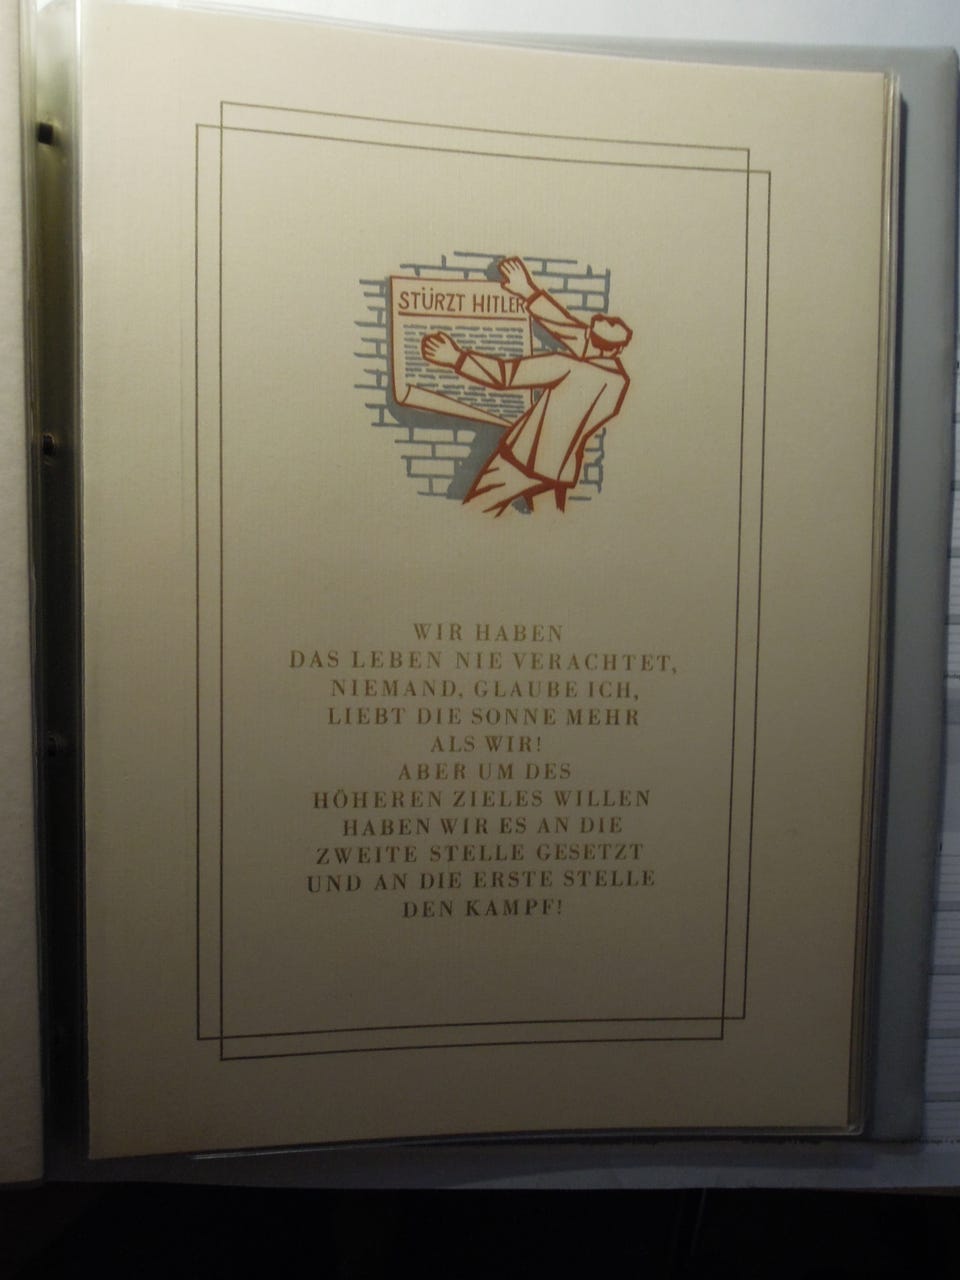 STÜRZT HITLER
WIR HABEN
DAS LEBEN NIE VERACHTET,
NIEMAND, GLAUBE ICH,
LIEBT DIE SONNE MEHR
ALS WIR!
ABER UM DES
HÖHEREN ZIELES WILLEN
HABEN WIR ES AN DIE
ZWEITE STELLE GESETZT
UND AN DIE ERSTE STELLE
DEN KAMPF!